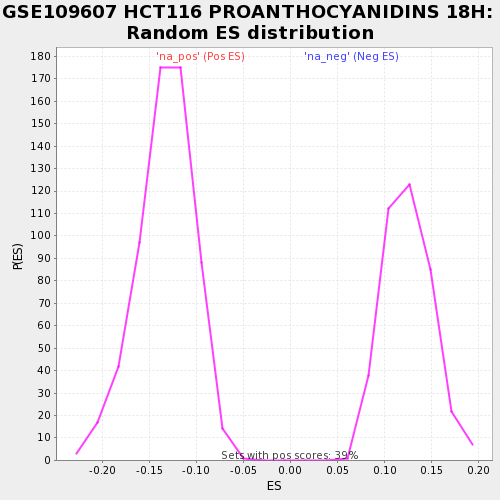 GSE109607 HCT116 PROANTHOCYANIDINS 18H:
Random ES distribution
'na_pos' (Pos ES) 'na_neg' (Neg ES)
180
170
160
150
140
130
120
110
100
90
80
70
60
50
40
30
20
10
0
P(ES)
Sets with pos scores: 39%
-0.20 -0.15 -0.10 -0.05 0.00 0.05 0.10 0.15 0.20
ES